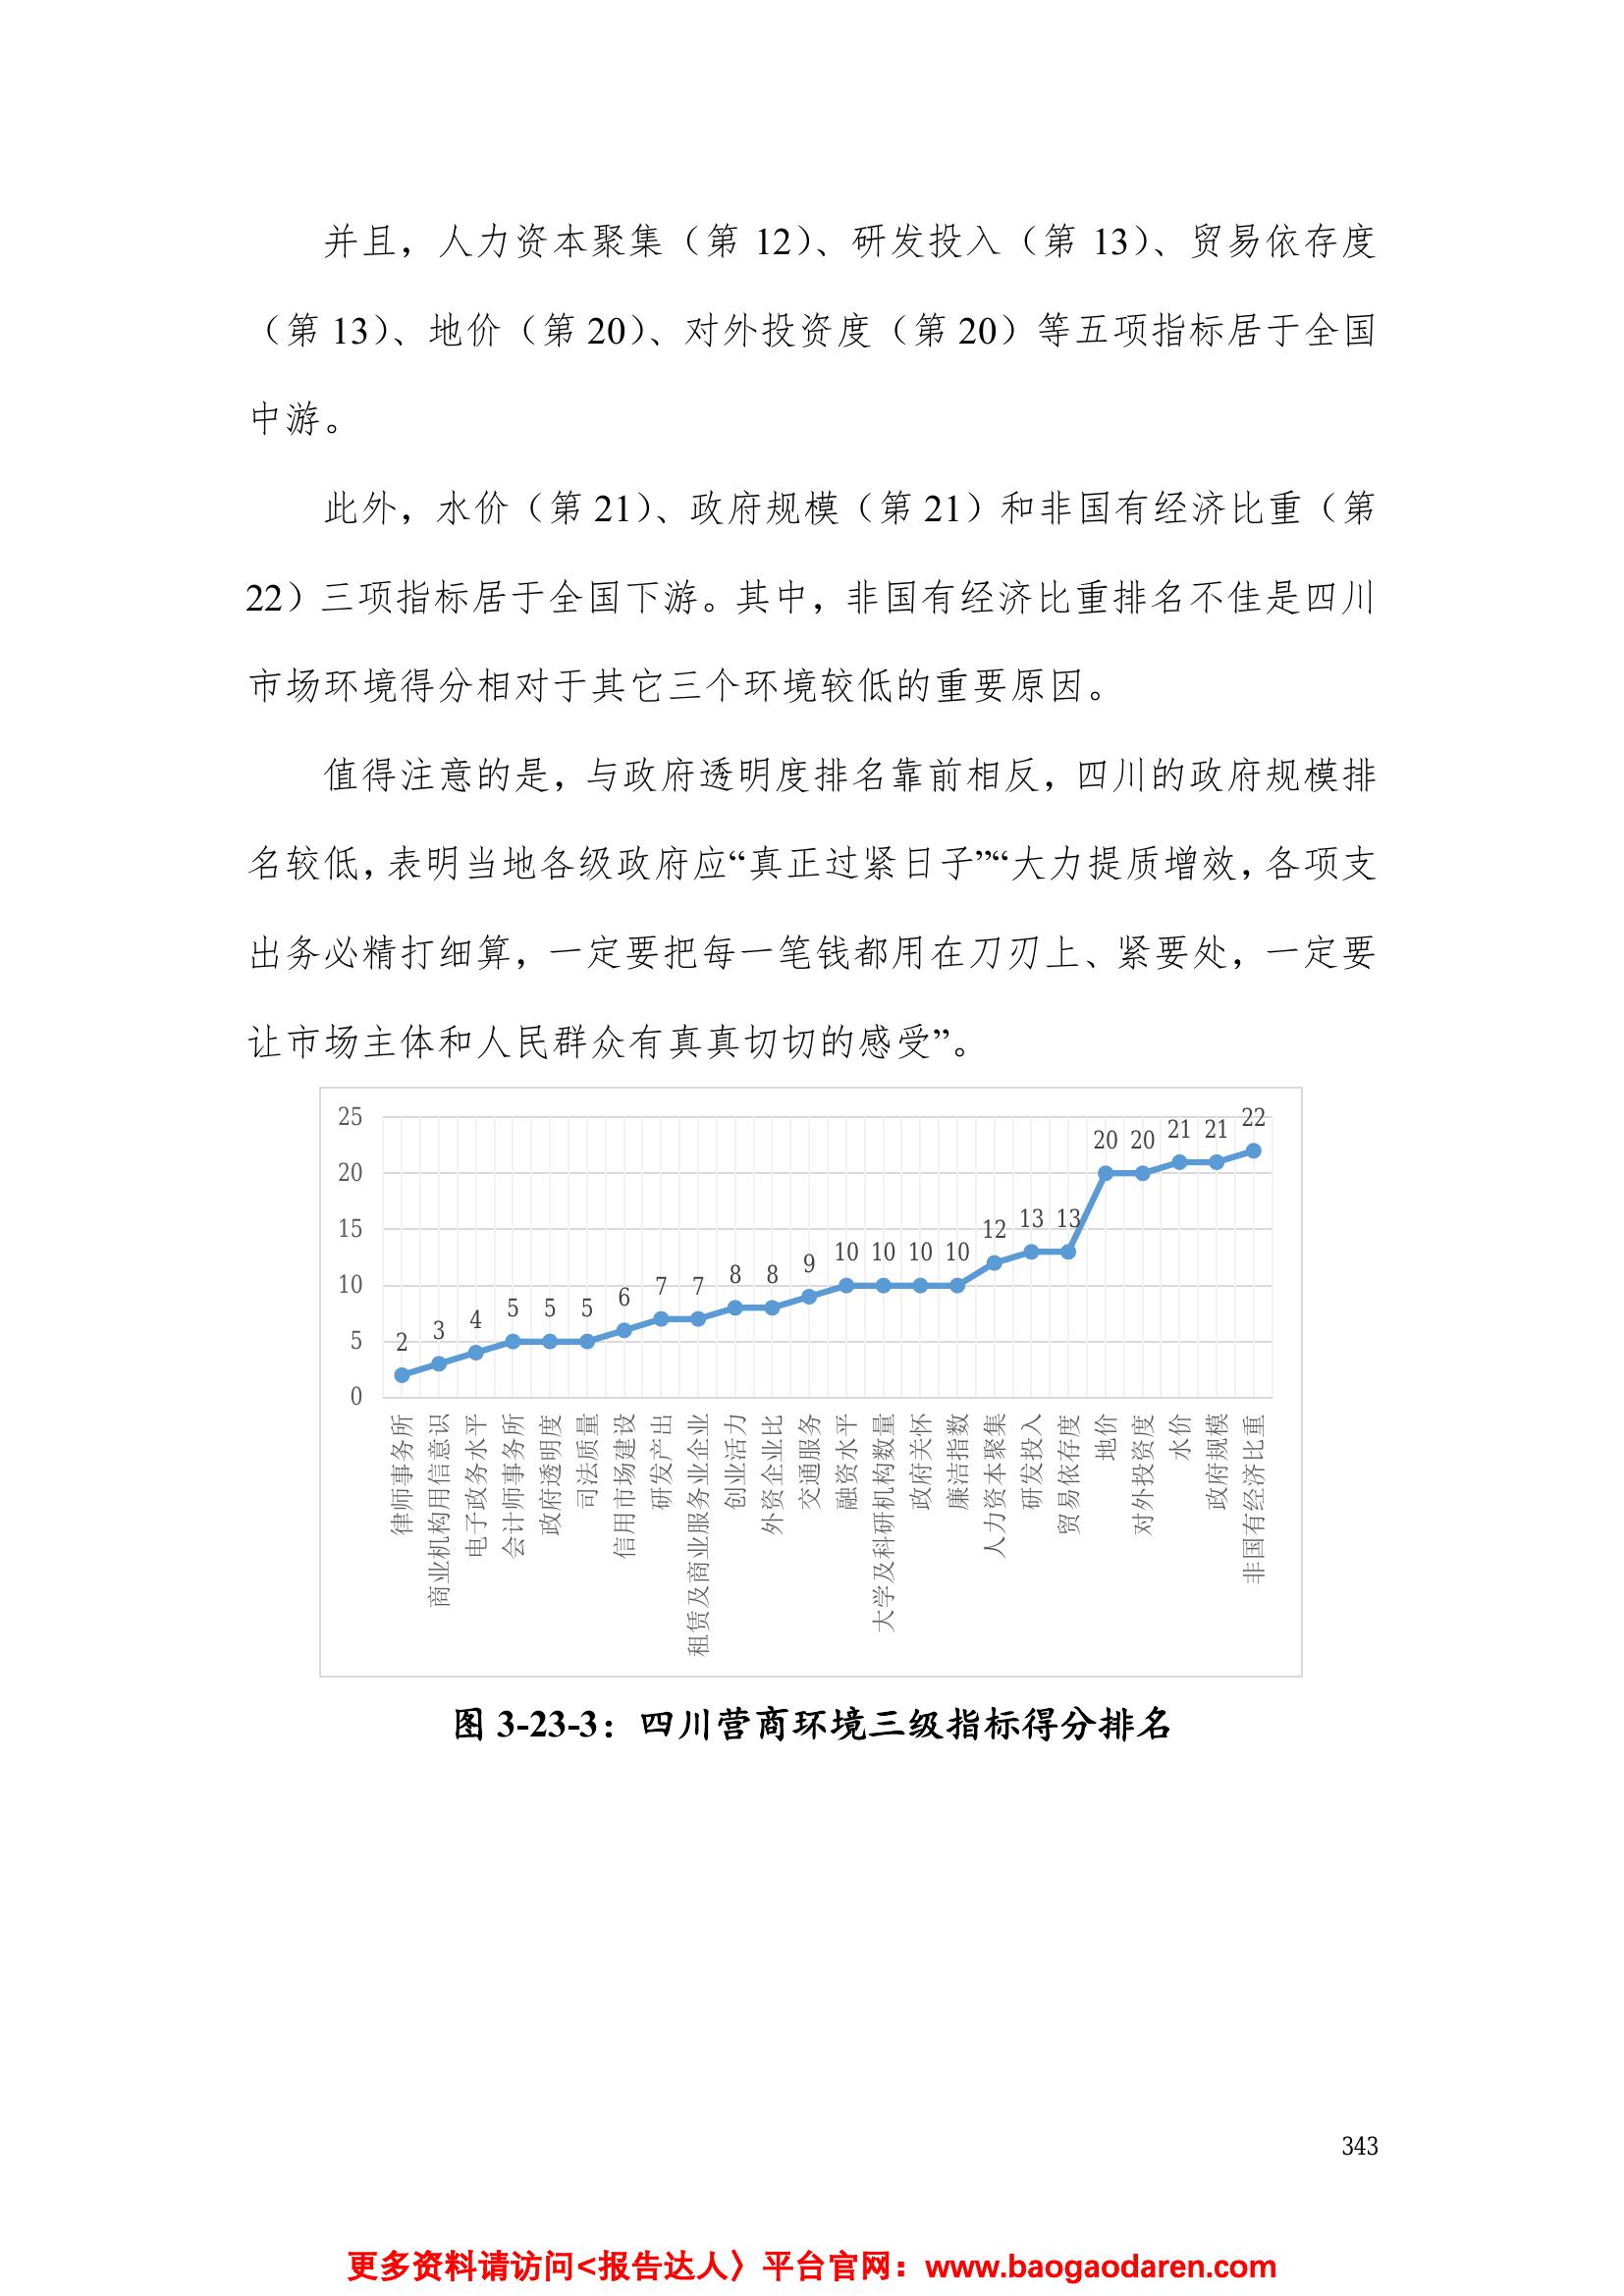 并且，人力资本聚集（第 12）、研发投入（第 13）、贸易依存度
（第 13）、地价（第 20）、对外投资度（第 20）等五项指标居于全国
中游。
此外，水价（第 21）、政府规模（第 21）和非国有经济比重（第
22）三项指标居于全国下游。其中，非国有经济比重排名不佳是四川
市场环境得分相对于其它三个环境较低的重要原因。
值得注意的是，与政府透明度排名靠前相反，四川的政府规模排
名较低，表明当地各级政府应“真正过紧日子”“大力提质增效，各项支
出务必精打细算，一定要把每一笔钱都用在刀刃上、紧要处，一定要
让市场主体和人民群众有真真切切的感受”。
25
20
15
10
5
0
2 3 4 5 5 5 6 7 7 8 8 9 10 10 10 10 12 13 13 20 20 21 21 22
律师事务所
商业机构用信意识
电子政务水平
会计师事务所
政府透明度
司法质量
信用市场建设
研发产出
租赁及商业服务业企业
创业活力
外资企业比
交通服务
融资水平
大学及科研机构数量
政府关怀
廉洁指数
人力资本聚集
研发投入
贸易依存度
地价
对外投资度
水价
政府规模
非国有经济比重
图 3-23-3：四川营商环境三级指标得分排名
343
更多资料请访问<报告达人〉平台官网：www.baogaodaren.com